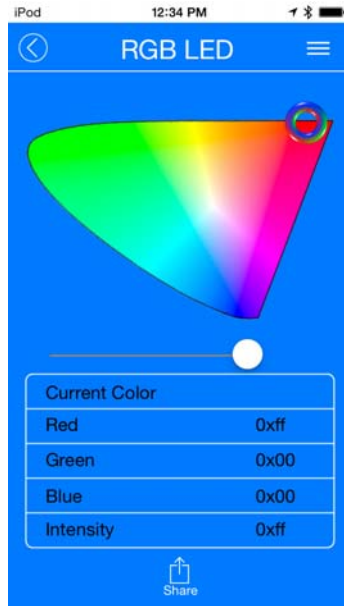 iPod 12:34 PM
RGB LED
Current Color
Red 0xff
Green 0x00
Blue 0x00
Intensity 0xff
Share